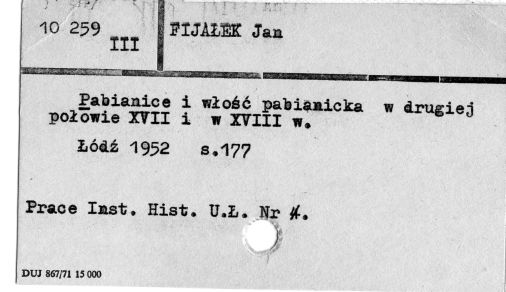 10 259
III
FIJAŁEK Jan
Pabianice i włość pabianicka w drugiej
połowie XVII i w XVIII w.
Łódź 1952 s.177
Prace Inst. Hist. U.Ł. Nr 4.
DUJ 867/71 15 000